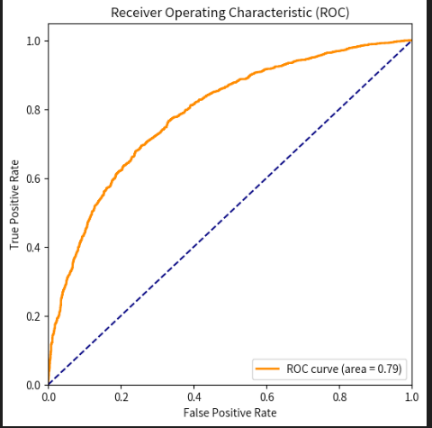 Receiver Operating Characteristic (ROC)
1.0
0.8
0.6
0.4
0.2
0.0
True Positive Rate
ROC curve (area = 0.79)
0.0 0.2 0.4 0.6 0.8 1.0
False Positive Rate